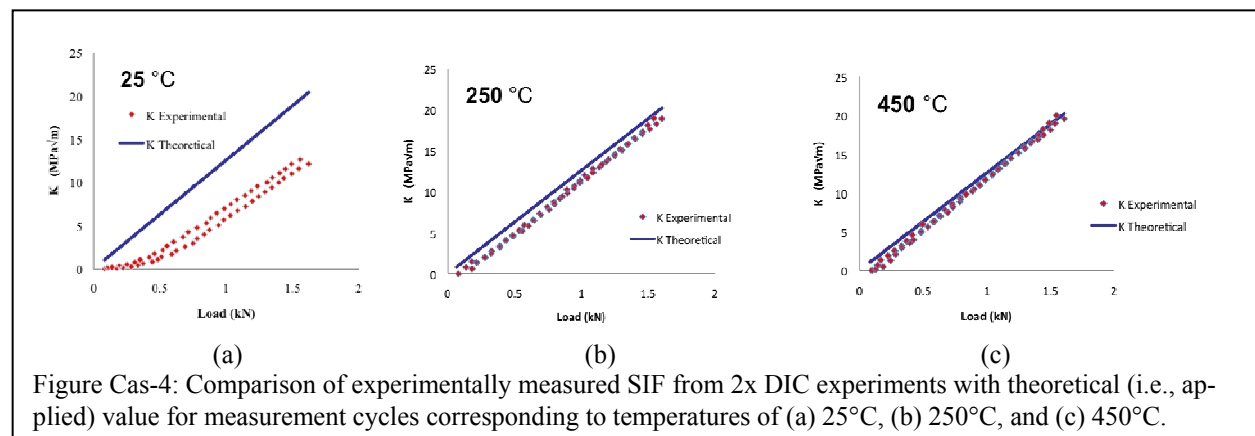 25
20
15
10
5
0
K (MPa√m)
25 °C
K Experimental
K Theoretical
0 0.5 1 1.5 2
Load (kN)
(a)
25
20
15
10
5
0
K (MPa√m)
250 °C
K Experimental
K Theoretical
0 0.5 1 1.5 2
Load (kN)
(b)
25
20
15
10
5
0
K (MPa√m)
450 °C
K Experimental
K Theoretical
0 0.5 1 1.5 2
Load (kN)
(c)
Figure Cas-4: Comparison of experimentally measured SIF from 2x DIC experiments with theoretical (i.e., ap-
plied) value for measurement cycles corresponding to temperatures of (a) 25°C, (b) 250°C, and (c) 450°C.